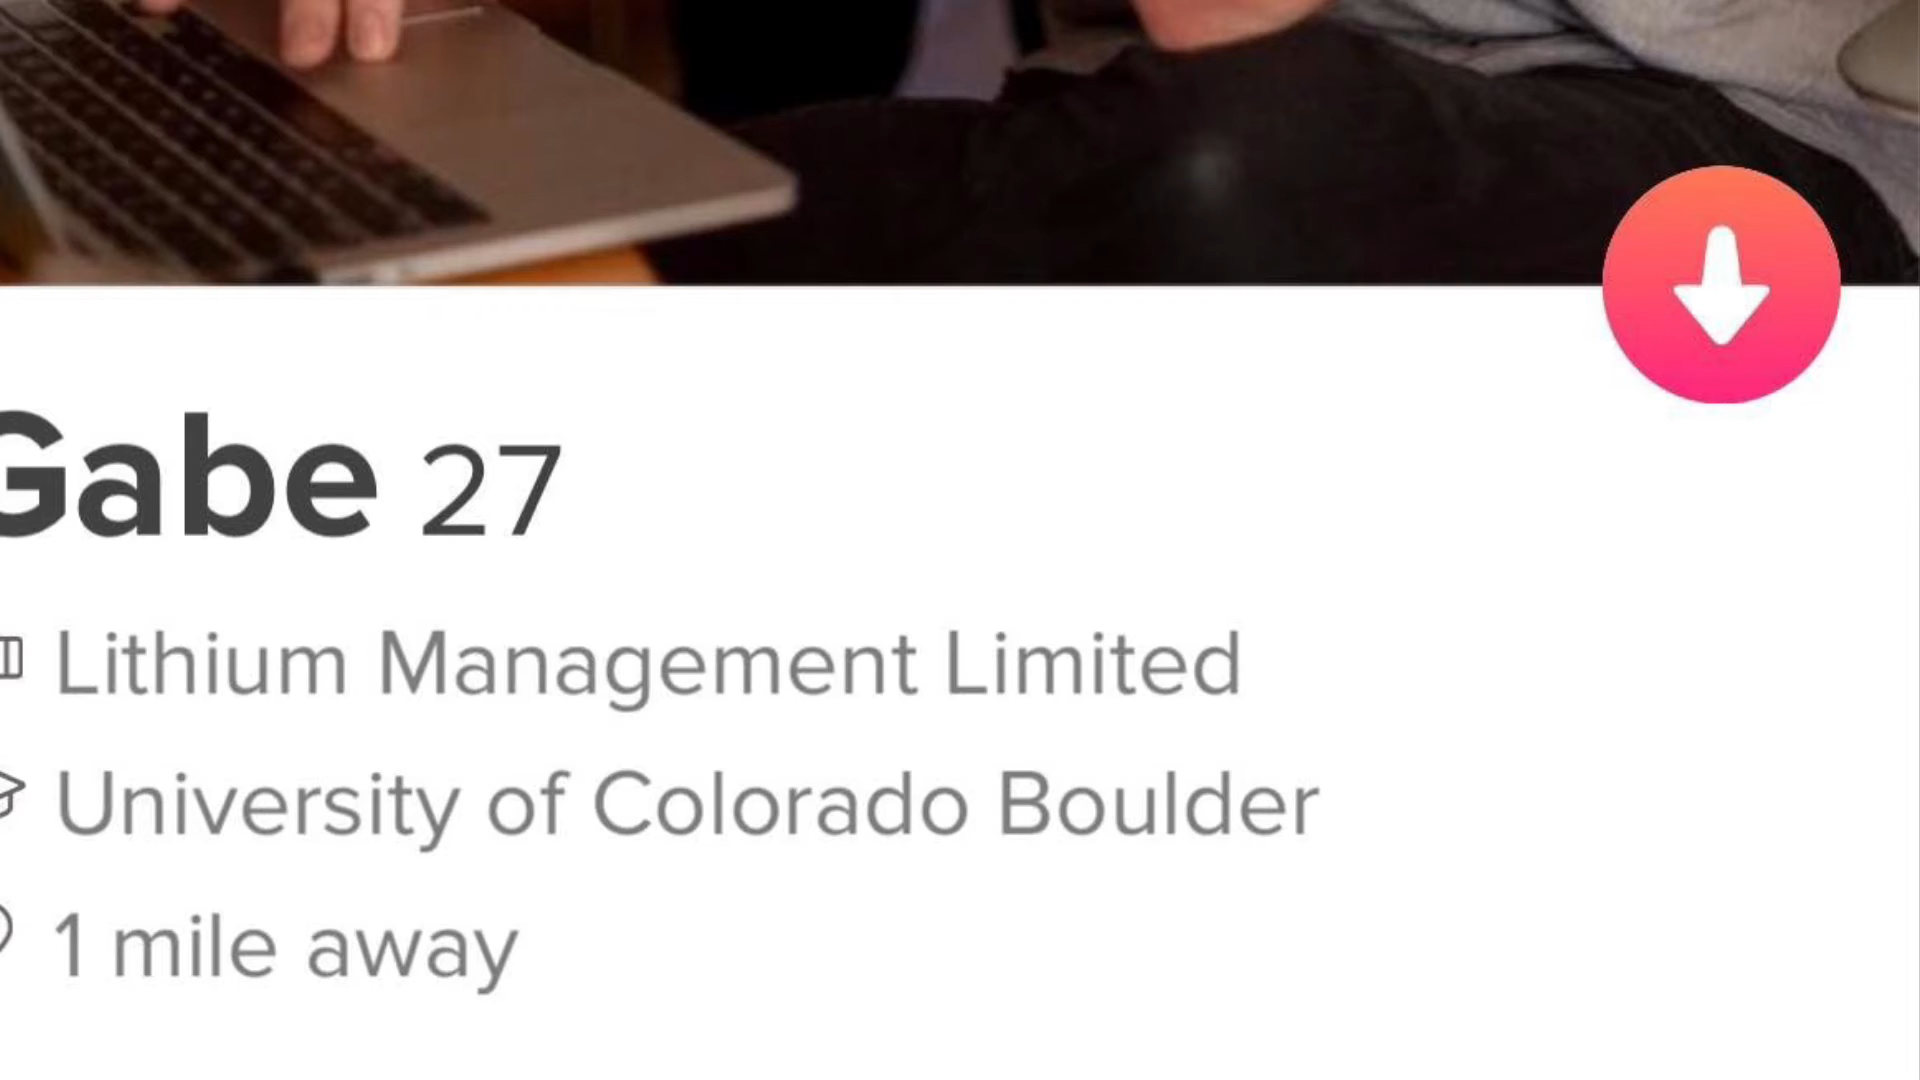 Gabe 27
Lithium Management Limited
University of Colorado Boulder
1 mile away